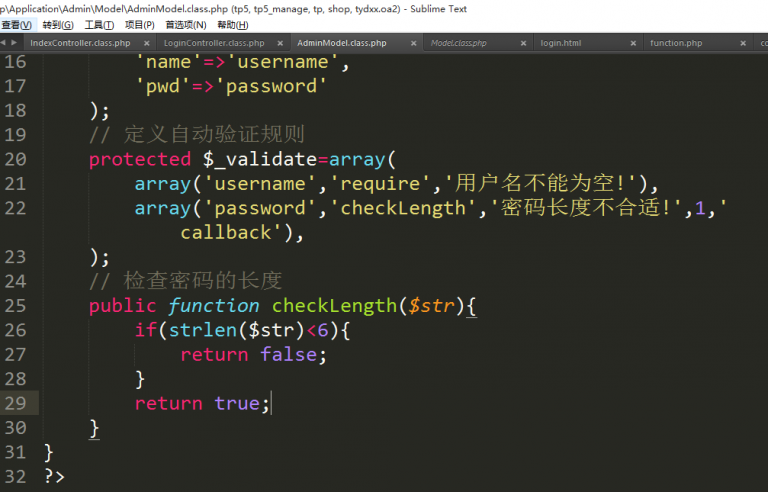 p\Application\Admin\Model\AdminModel.class.php (tp5, tp5_manage, tp, shop, tydxx.oa2) - Sublime Text
查看(V) 转到(G) 工具(T) 项目(P) 首选项(N) 帮助(H)
IndexController.class.php × LoginController.class.php × AdminModel.class.php × Model.class.php × login.html × function.php × co
16 'name'=>'username',
17 'pwd'=>'password'
18 );
19 // 定义自动验证规则
20 protected $_validate=array(
21 array('username','require','用户名不能为空!'),
22 array('password','checkLength','密码长度不合适!',1,'
callback'),
23 );
24 // 检查密码的长度
25 public function checkLength($str){
26 if(strlen($str)<6){
27 return false;
28 }
29 return true;
30 }
31 }
32 ?>